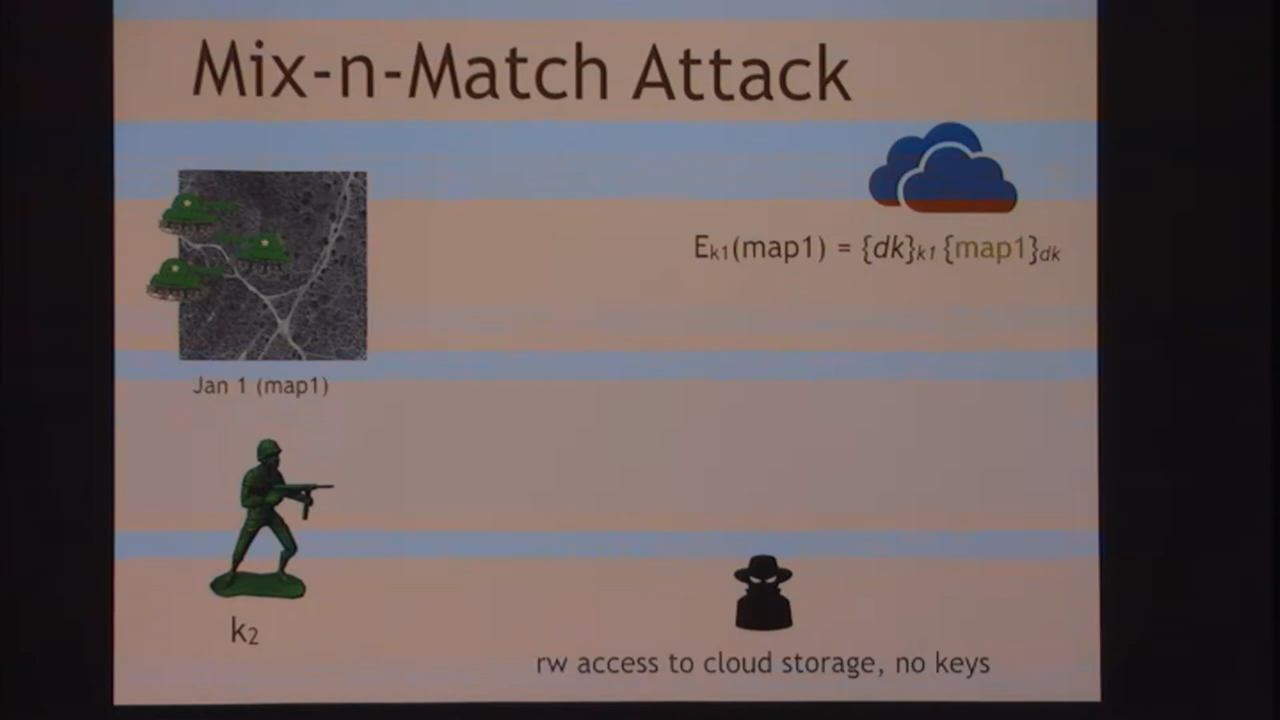 Mix-n-Match Attack
Ek1(map1) = {dk}k1{map1}dk
Jan 1 (map1)
k2
rw access to cloud storage, no keys